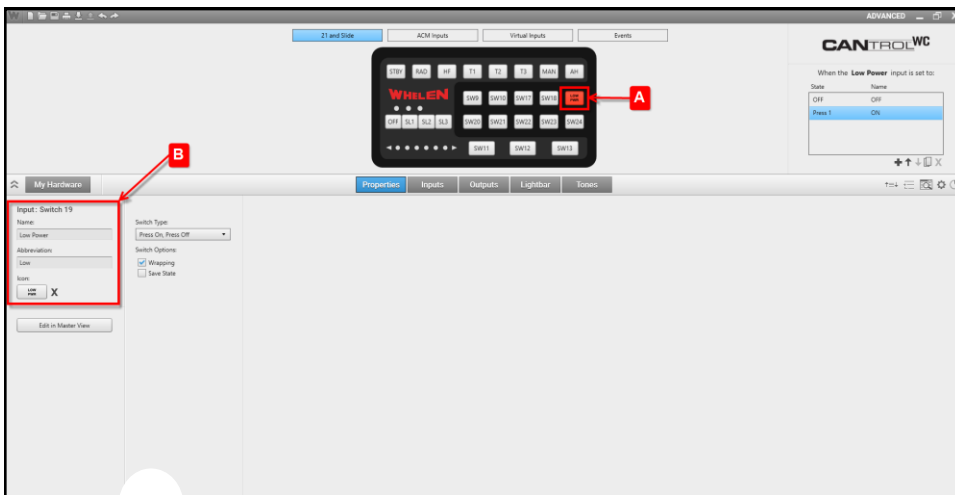 ADVANCED
21 and Slide
ACM Inputs
Virtual Inputs
Events
CANTROL WC
When the Low Power input is set to:
State Name
OFF OFF
Press 1 ON
STBY RAD HF T1 T2 T3 MAN AH
WHELEN
SW9 SW10 SW17 SW18 LOW PWR
A
OFF SL1 SL2 SL3 SW20 SW21 SW22 SW23 SW24
SW11 SW12 SW13
B
My Hardware
Properties Inputs Outputs Lightbar Tones
Input: Switch 19
Name:
Low Power
Abbreviation:
Low
Icon:
LOW PWR X
Edit in Master View
Switch Type:
Press On, Press Off
Switch Options:
Wrapping
Save State